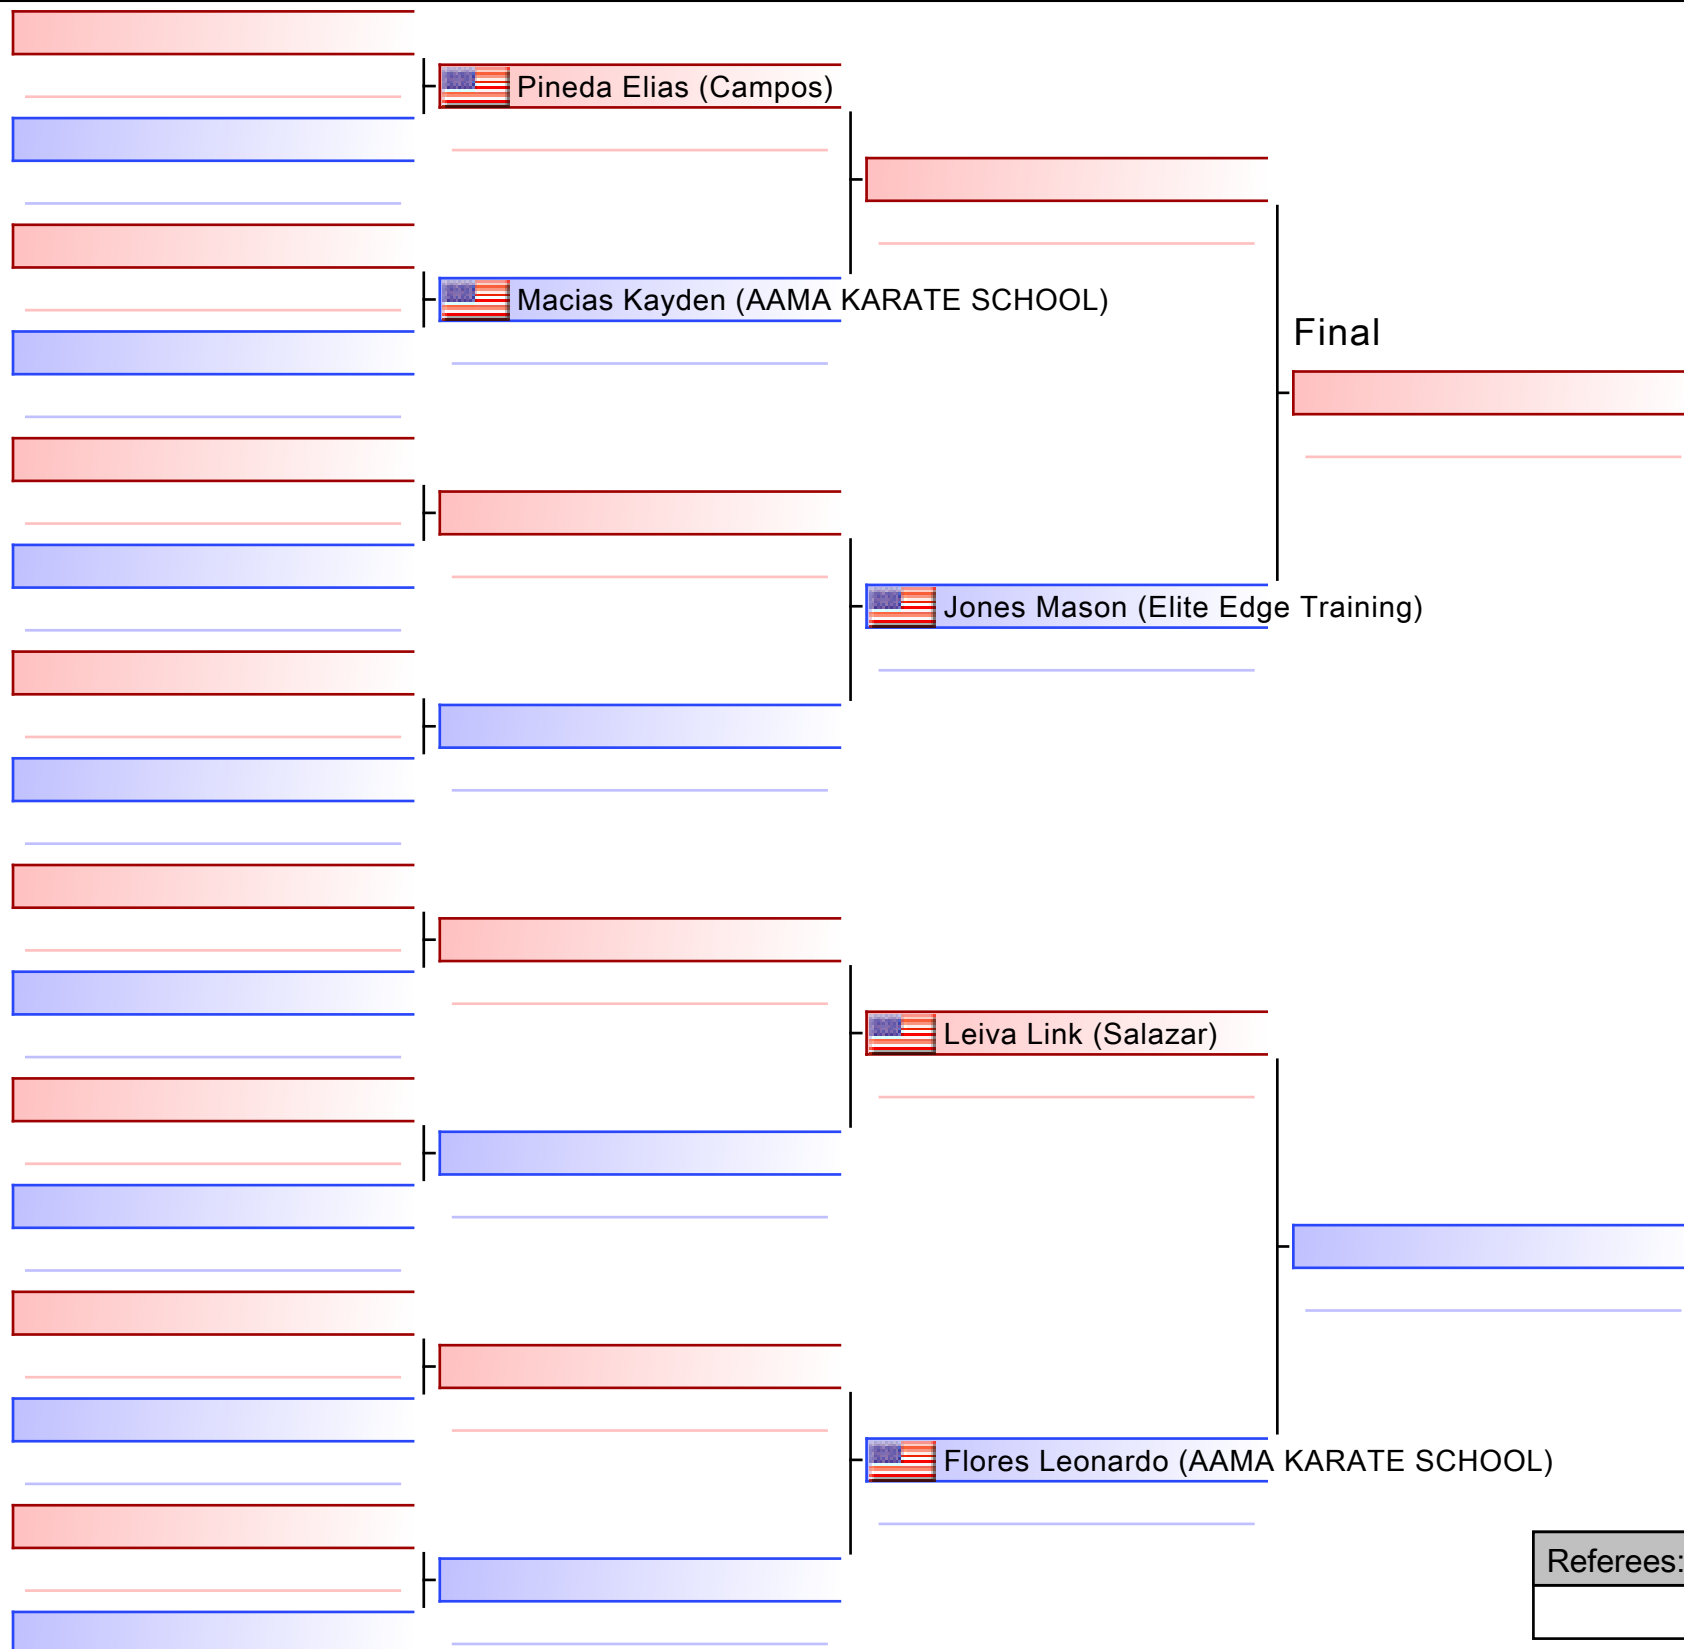 Pineda Elias (Campos)
Macias Kayden (AAMA KARATE SCHOOL)
Final
Jones Mason (Elite Edge Training)
Leiva Link (Salazar)
Flores Leonardo (AAMA KARATE SCHOOL)
Referees: